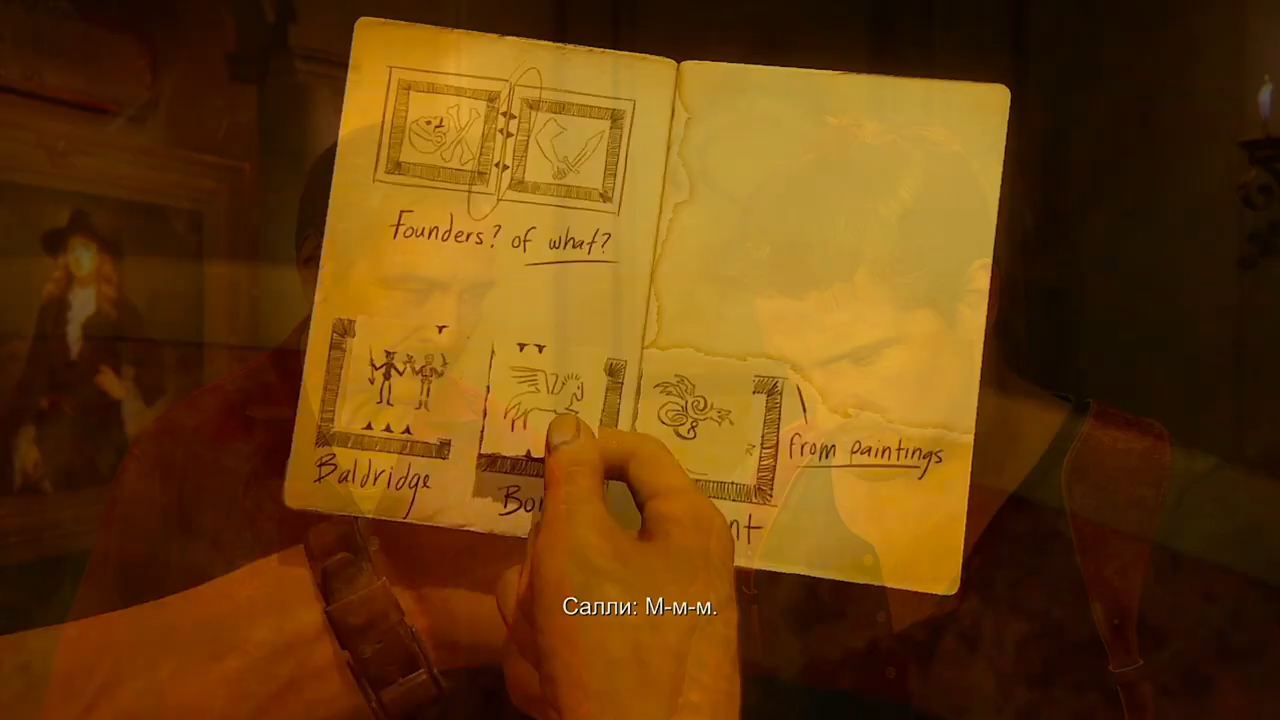 Founders? of what?
from paintings
Baldridge
Салли: М-м-м.